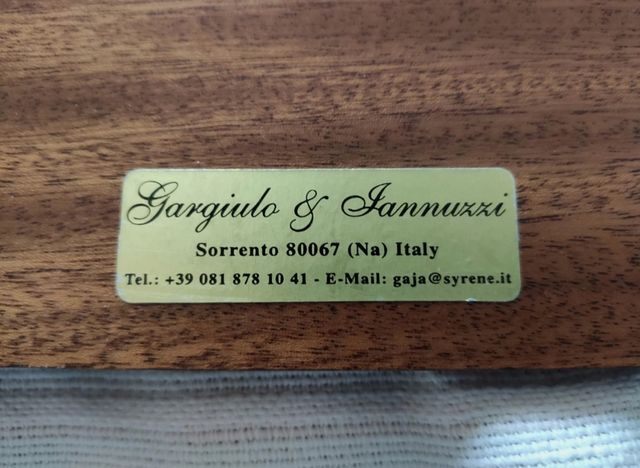 Gargiulo & Iannuzzi
Sorrento 80067 (Na) Italy
Tel.: +39 081 878 10 41 - E-Mail: gaja@syrene.it